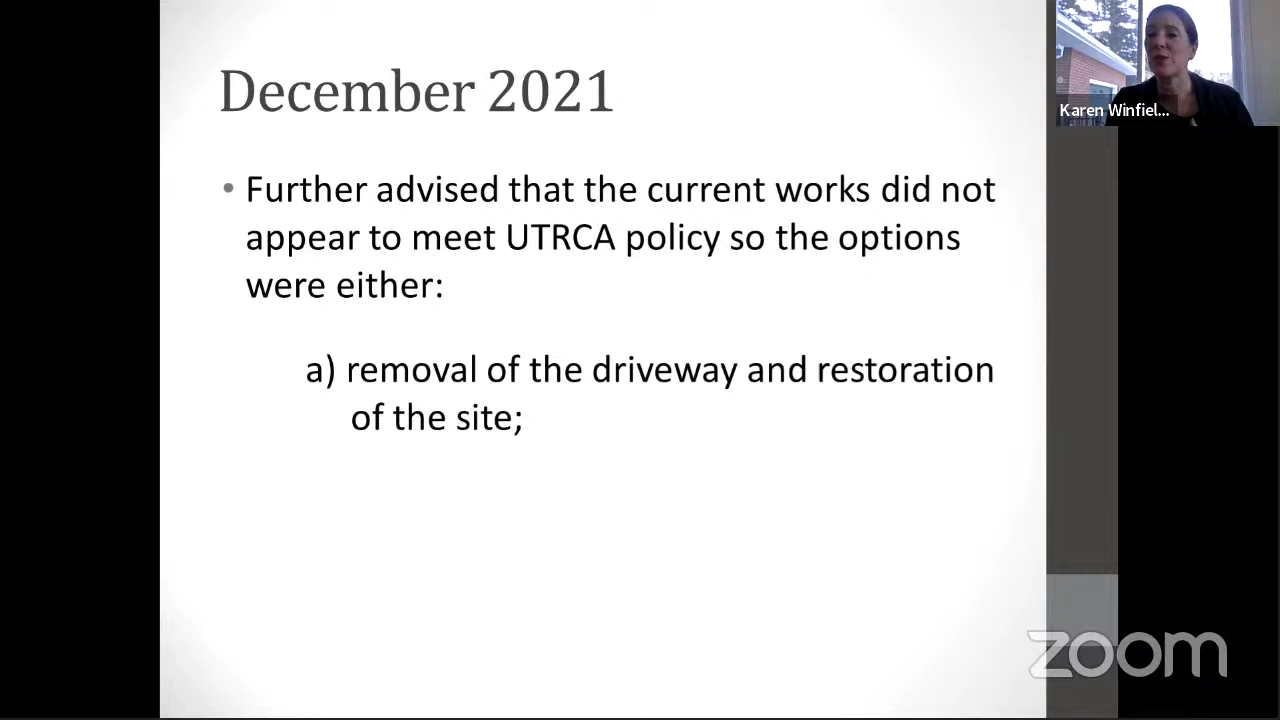 December 2021
• Further advised that the current works did not
appear to meet UTRCA policy so the options
were either:
a) removal of the driveway and restoration
of the site;
Karen Winfiel...
zoom